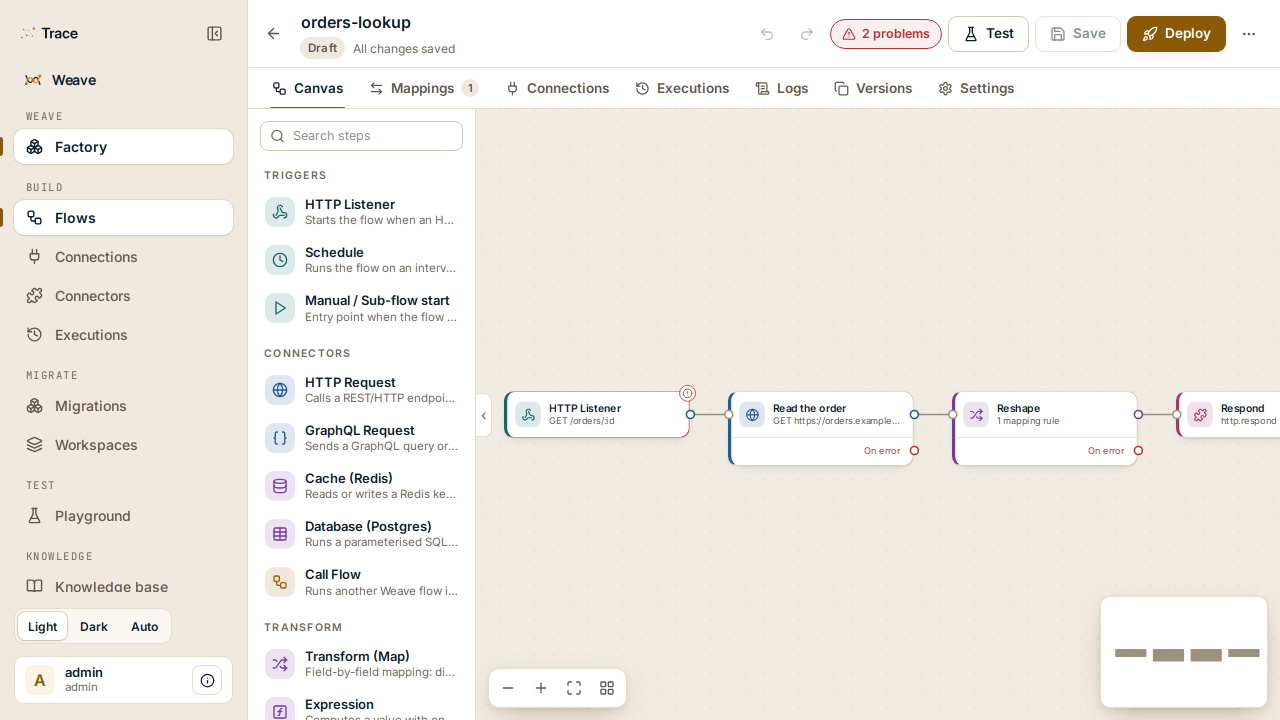 Trace
Weave
WEAVE
Factory
BUILD
Flows
Connections
Connectors
Executions
MIGRATE
Migrations
Workspaces
TEST
Playground
KNOWLEDGE
Knowledge base
Light
Dark
Auto
A
admin
admin
orders-lookup
Draft
All changes saved
2 problems
Test
Save
Deploy
Canvas
Mappings 1
Connections
Executions
Logs
Versions
Settings
Search steps
TRIGGERS
HTTP Listener
Starts the flow when an H…
Schedule
Runs the flow on an interv…
Manual / Sub-flow start
Entry point when the flow …
CONNECTORS
HTTP Request
Calls a REST/HTTP endpoi…
GraphQL Request
Sends a GraphQL query or…
Cache (Redis)
Reads or writes a Redis ke…
Database (Postgres)
Runs a parameterised SQL…
Call Flow
Runs another Weave flow i…
TRANSFORM
Transform (Map)
Field-by-field mapping: di…
Expression
Computes a value with an…
HTTP Listener
GET /orders/:id
Read the order
GET https://orders.example…
On error
Reshape
1 mapping rule
On error
Respond
http.respond